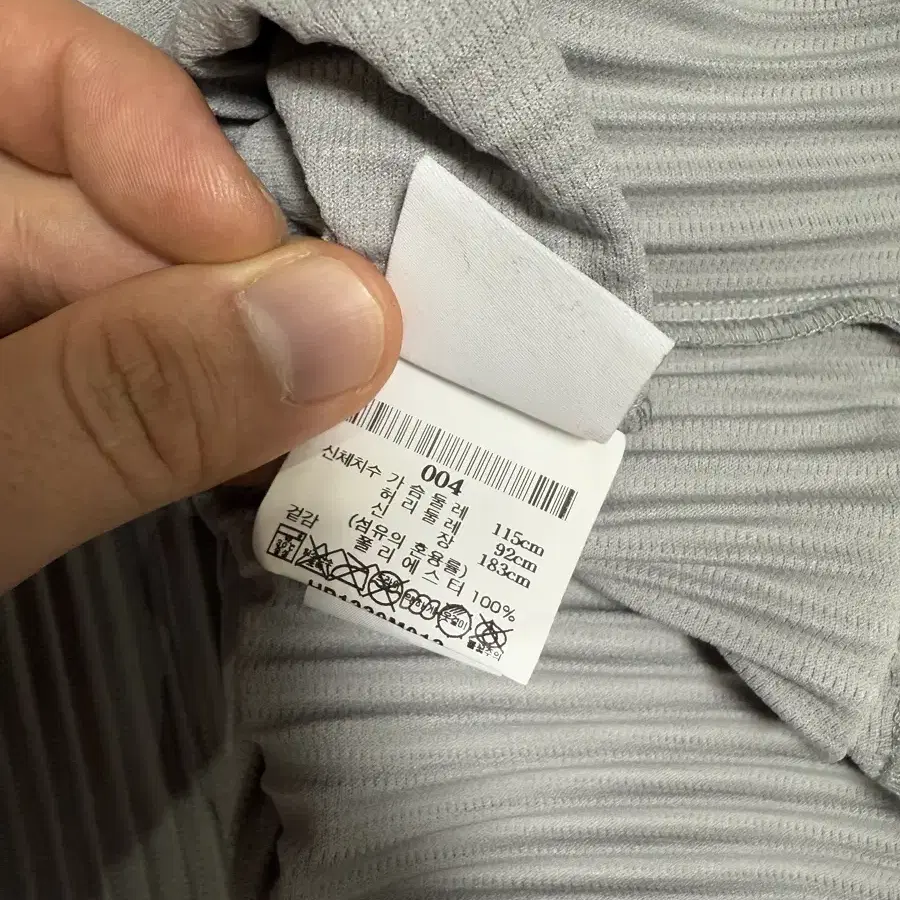 004
신체치수 가슴둘레 115cm
허리둘레 92cm
신 장 183cm
(섬유의 혼용률)
겉감 폴리에스터 100%